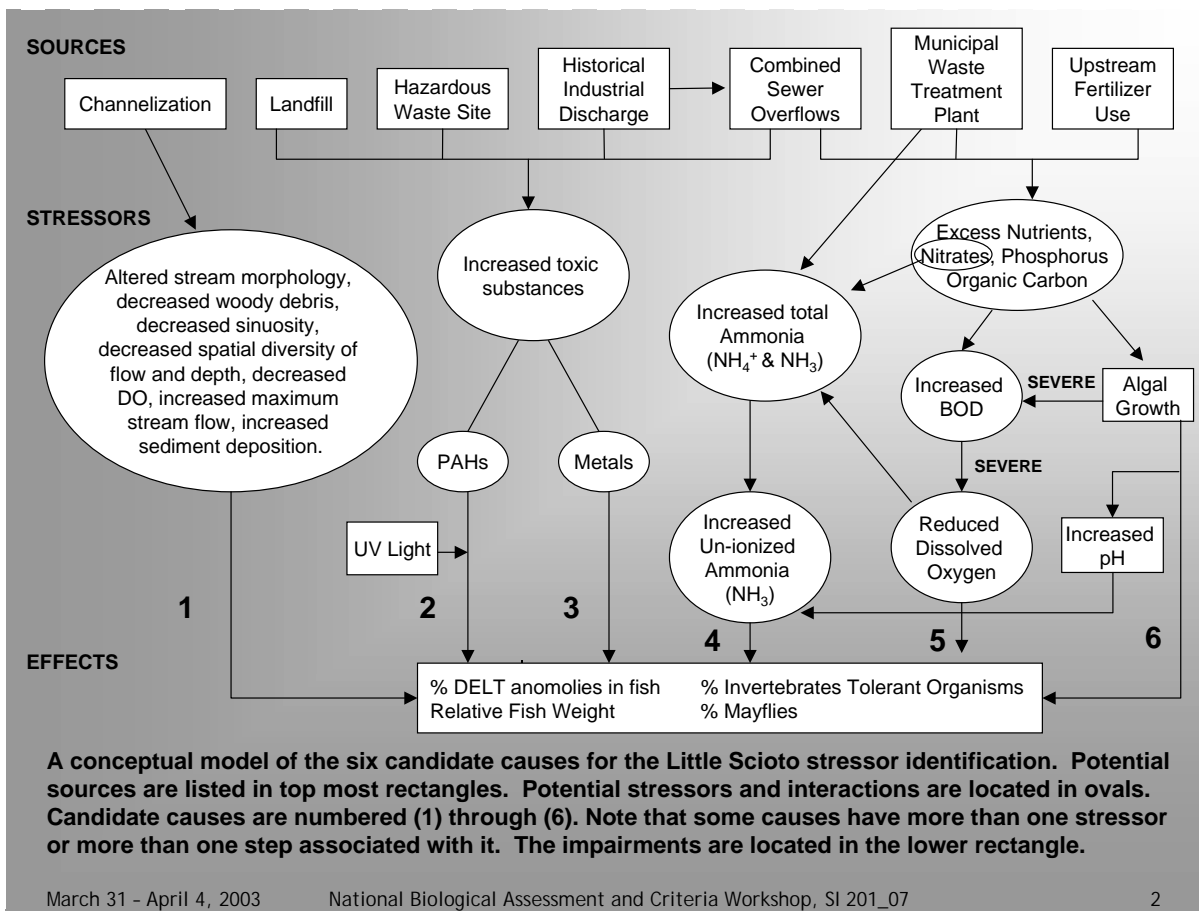 SOURCES
Channelization
Landfill
Hazardous
Waste Site
Historical
Industrial
Discharge
Combined
Sewer
Overflows
Municipal
Waste
Treatment
Plant
Upstream
Fertilizer
Use
STRESSORS
Altered stream morphology,
decreased woody debris,
decreased sinuosity,
decreased spatial diversity of
flow and depth, decreased
DO, increased maximum
stream flow, increased
sediment deposition.
Increased toxic
substances
Excess Nutrients,
Nitrates, Phosphorus
Organic Carbon
Increased total
Ammonia
(NH₄⁺ & NH₃)
Increased
BOD
SEVERE
Algal
Growth
PAHs
Metals
SEVERE
UV Light
Increased
Un-ionized
Ammonia
(NH₃)
Reduced
Dissolved
Oxygen
Increased
pH
1
2
3
4
5
6
EFFECTS
% DELT anomolies in fish
Relative Fish Weight
% Invertebrates Tolerant Organisms
% Mayflies
A conceptual model of the six candidate causes for the Little Scioto stressor identification. Potential
sources are listed in top most rectangles. Potential stressors and interactions are located in ovals.
Candidate causes are numbered (1) through (6). Note that some causes have more than one stressor
or more than one step associated with it. The impairments are located in the lower rectangle.
March 31 – April 4, 2003 National Biological Assessment and Criteria Workshop, SI 201_07 2